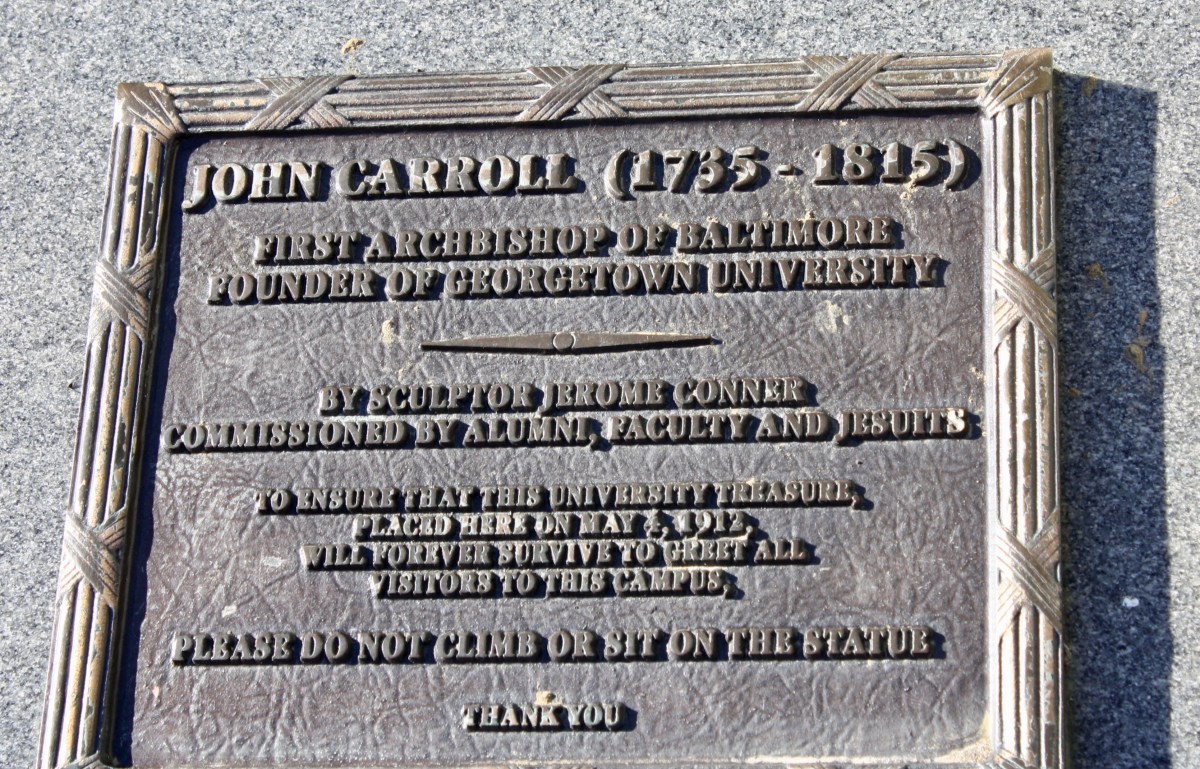 JOHN CARROLL (1735 - 1815)
FIRST ARCHBISHOP OF BALTIMORE
FOUNDER OF GEORGETOWN UNIVERSITY
BY SCULPTOR JEROME CONNER
COMMISSIONED BY ALUMNI, FACULTY AND JESUITS
TO ENSURE THAT THIS UNIVERSITY TREASURE,
PLACED HERE ON MAY 4, 1912,
WILL FOREVER SURVIVE TO GREET ALL
VISITORS TO THIS CAMPUS,
PLEASE DO NOT CLIMB OR SIT ON THE STATUE
THANK YOU